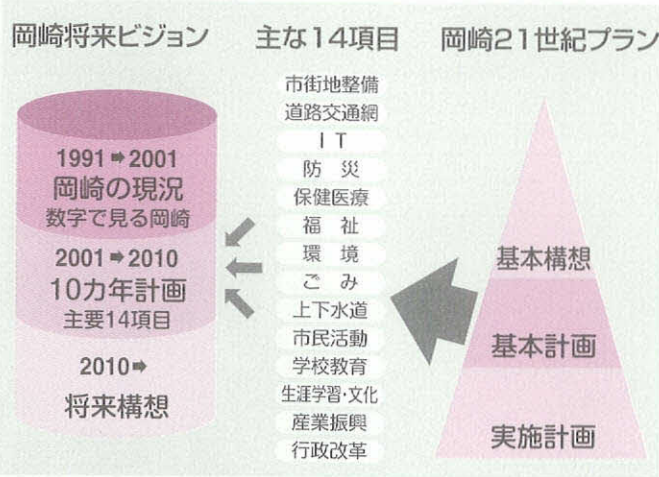 岡崎将来ビジョン
1991➡2001
岡崎の現況
数字で見る岡崎
2001➡2010
10カ年計画
主要14項目
2010➡
将来構想
主な14項目
市街地整備
道路交通網
IT
防 災
保健医療
福 祉
環 境
ご み
上下水道
市民活動
学校教育
生涯学習・文化
産業振興
行政改革
岡崎21世紀プラン
基本構想
基本計画
実施計画